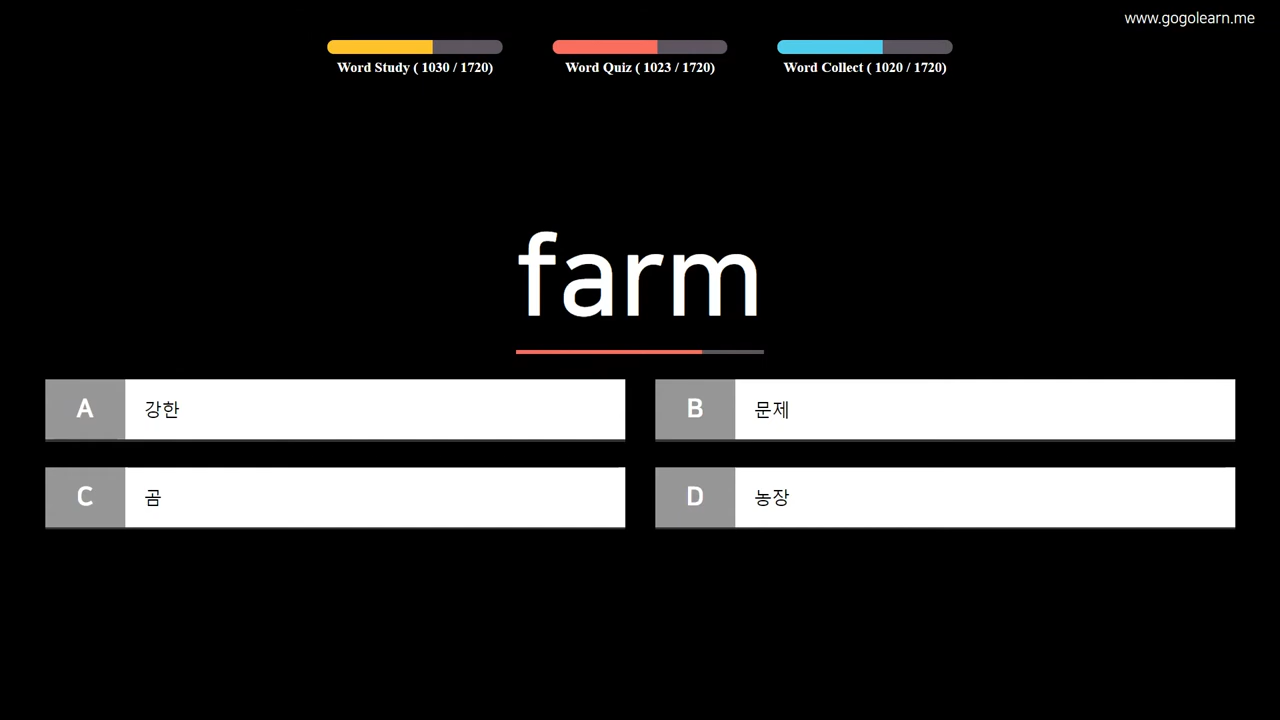 www.gogolearn.me
Word Study ( 1030 / 1720)
Word Quiz ( 1023 / 1720)
Word Collect ( 1020 / 1720)
farm
A 강한
B 문제
C 곰
D 농장